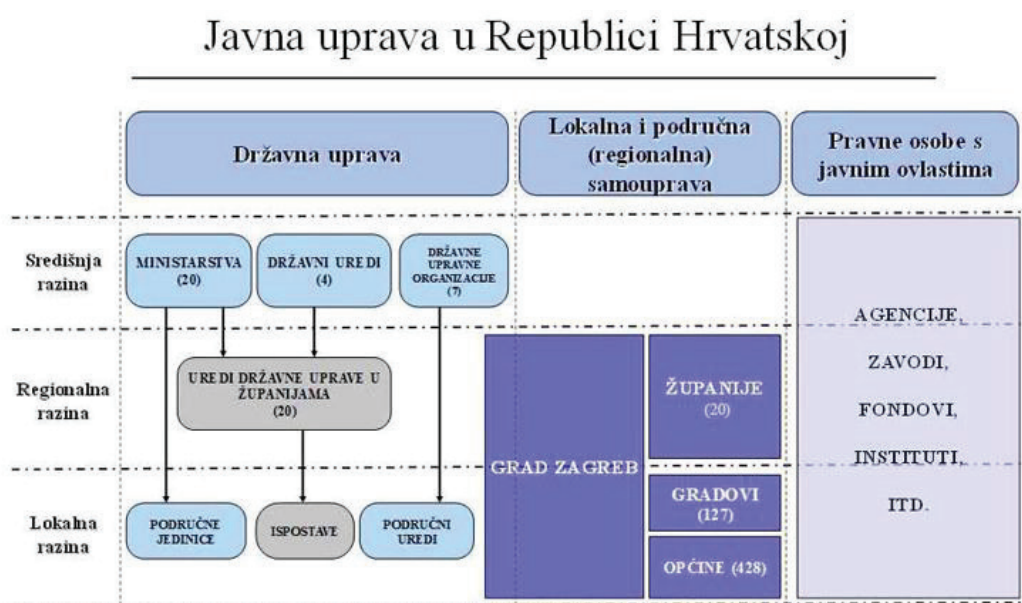 Javna uprava u Republici Hrvatskoj
Državna uprava
Lokalna i područna
(regionalna)
samouprava
Pravne osobe s
javnim ovlastima
Središnja
razina
MINISTARSTVA
(20)
DRŽAVNI UREDI
(4)
DRŽAVNE
UPRAVNE
ORGANIZACIJE
(7)
Regionalna
razina
UREDI DRŽAVNE UPRAVE U
ŽUPANIJAMA
(20)
Lokalna
razina
PODRUČNE
JEDINICE
ISPOSTAVE
PODRUČNI
UREDI
GRAD ZAGREB
ŽUPANIJE
(20)
GRADOVI
(127)
OPĆINE (428)
AGENCIJE,
ZAVODI,
FONDOVI,
INSTITUTI,
ITD.